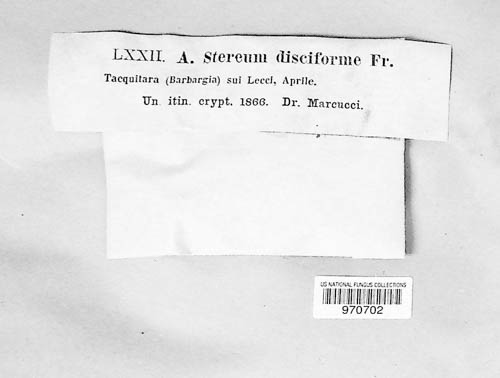 LXXII. A. Stereum disciforme Fr.
Tacquitara (Barbargia) sui Lecci, Aprile.
Un. itin. crypt. 1866. Dr. Marcucci.
US NATIONAL FUNGUS COLLECTIONS
970702